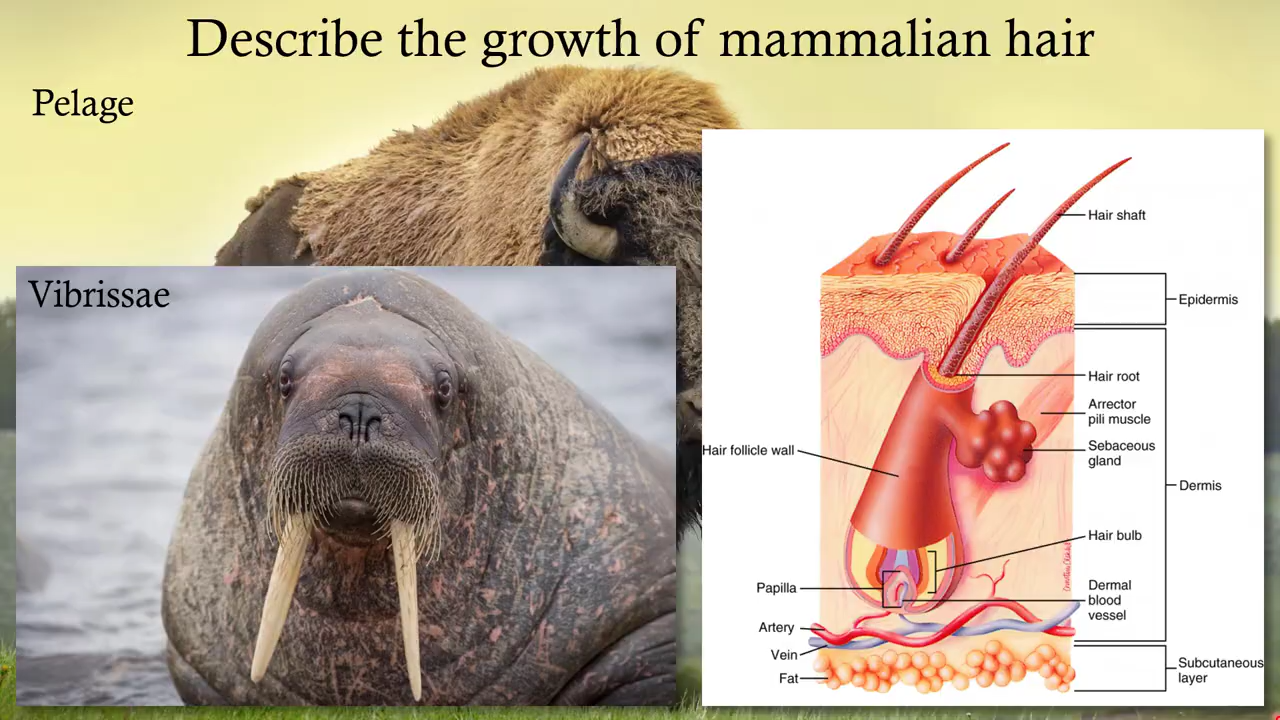 Describe the growth of mammalian hair
Pelage
Vibrissae
Hair shaft
Epidermis
Hair root
Arrector
pili muscle
Sebaceous
gland
Hair follicle wall
Dermis
Hair bulb
Papilla
Dermal
blood
vessel
Artery
Vein
Fat
Subcutaneous
layer